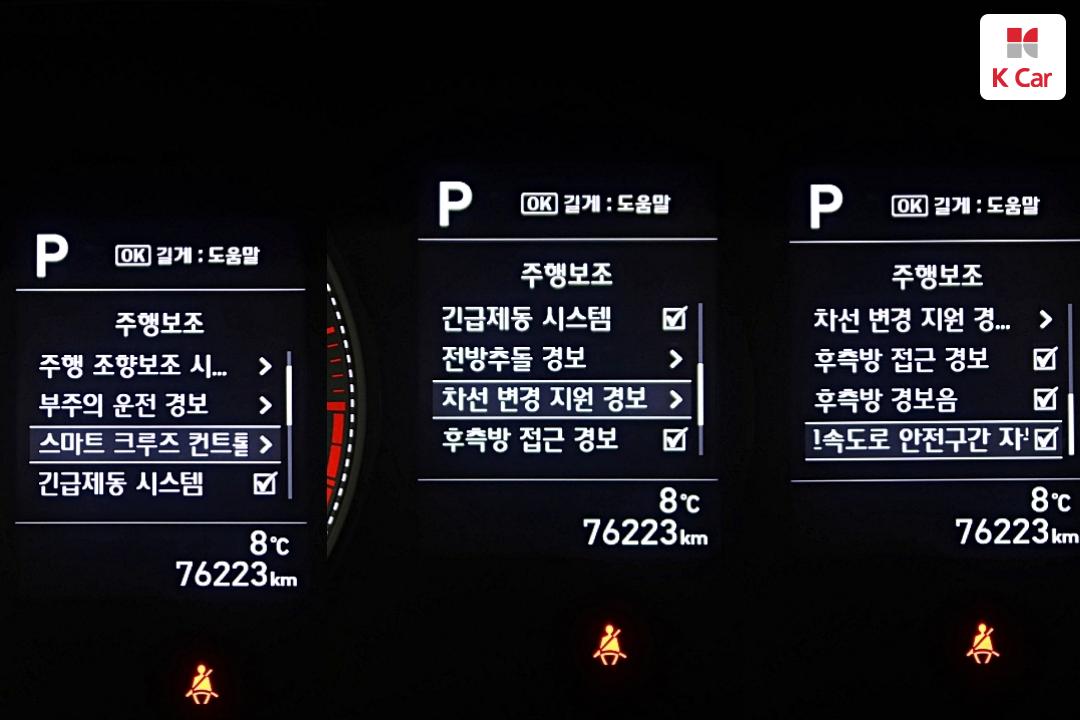 K Car
P
OK 길게 : 도움말
주행보조
주행 조향보조 시...
부주의 운전 경보
스마트 크루즈 컨트롤
긴급제동 시스템
8℃
76223km
P
OK 길게 : 도움말
주행보조
긴급제동 시스템
전방추돌 경보
차선 변경 지원 경보
후측방 접근 경보
8℃
76223km
P
OK 길게 : 도움말
주행보조
차선 변경 지원 경...
후측방 접근 경보
후측방 경보음
속도로 안전구간 자
8℃
76223km